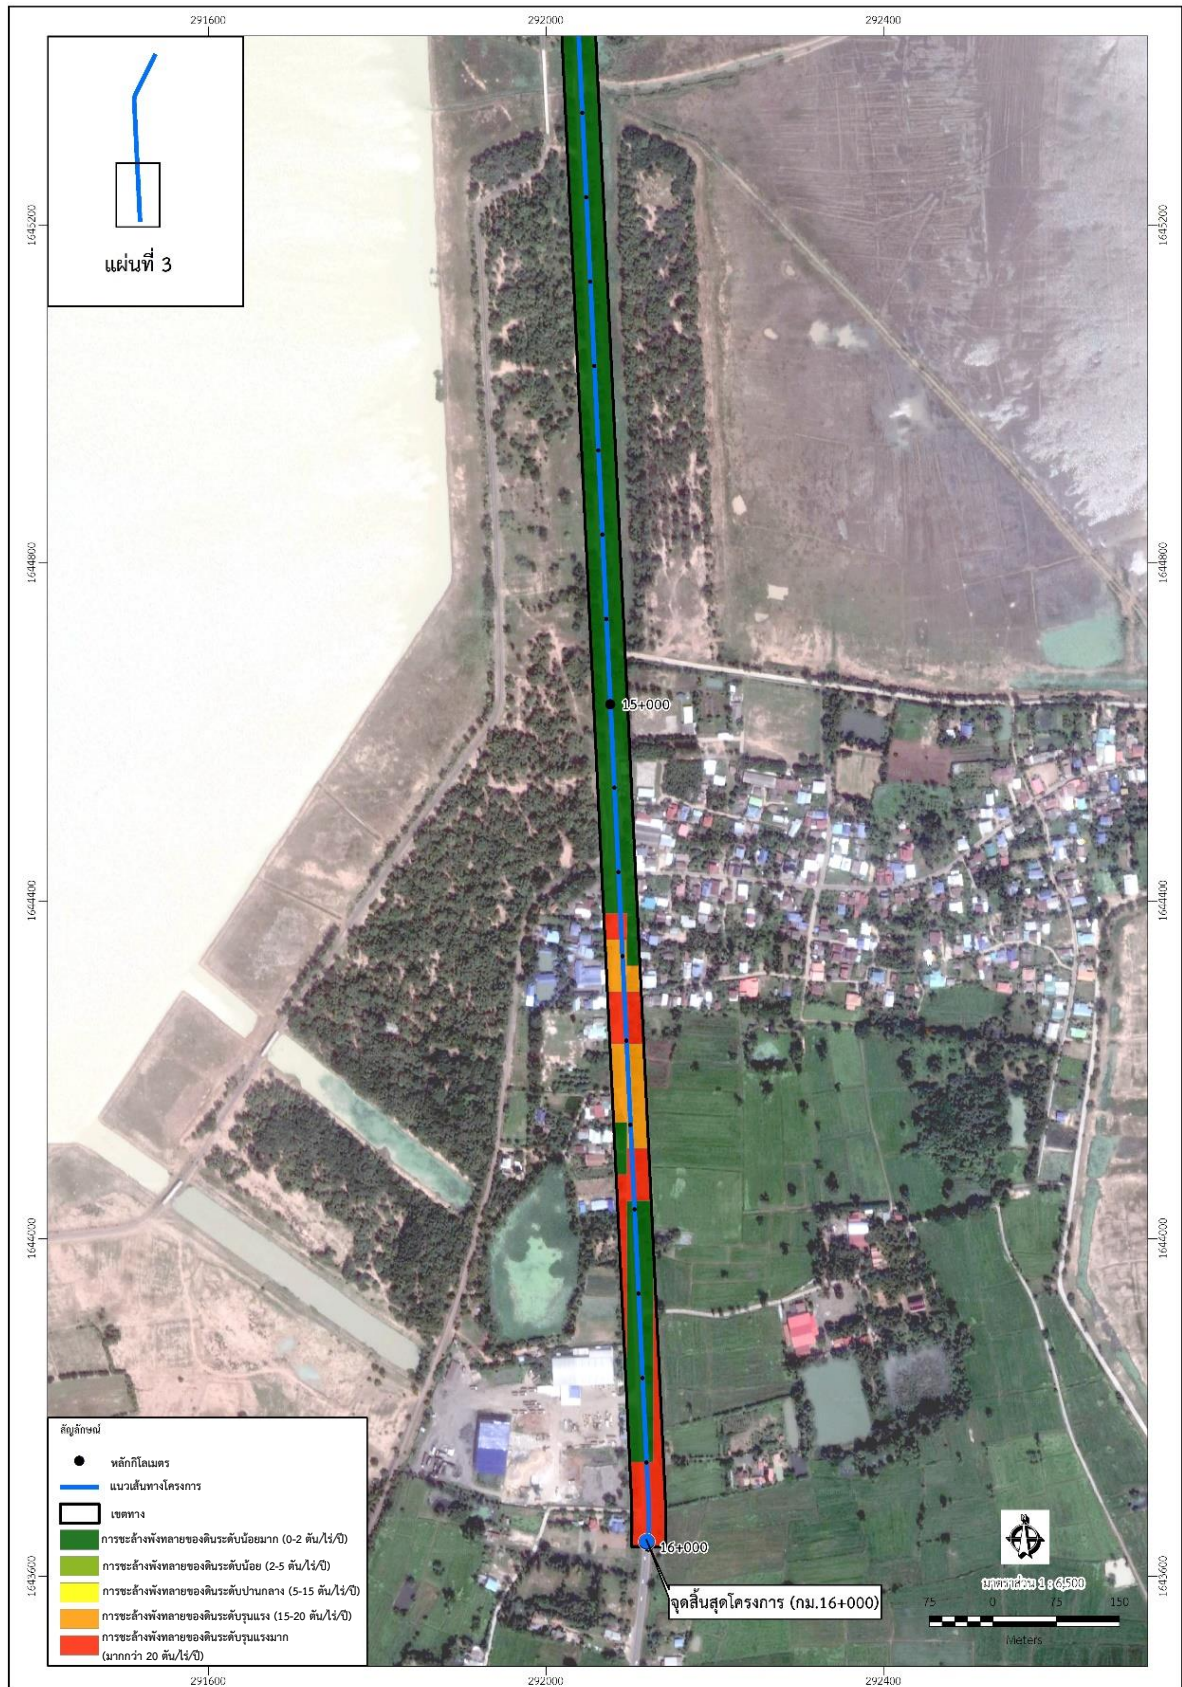 291600
292000
292400
แผ่นที่ 3
1645200
1645200
1644800
1644800
15+000
1644400
1644400
1644000
1644000
สัญลักษณ์
หลักกิโลเมตร
แนวเส้นทางโครงการ
เขตทาง
การชะล้างพังทลายของดินระดับน้อยมาก (0-2 ตัน/ไร่/ปี)
การชะล้างพังทลายของดินระดับน้อย (2-5 ตัน/ไร่/ปี)
การชะล้างพังทลายของดินระดับปานกลาง (5-15 ตัน/ไร่/ปี)
การชะล้างพังทลายของดินระดับรุนแรง (15-20 ตัน/ไร่/ปี)
การชะล้างพังทลายของดินระดับรุนแรงมาก
(มากกว่า 20 ตัน/ไร่/ปี)
16+000
จุดสิ้นสุดโครงการ (กม.16+000)
1643600
1643600
มาตราส่วน 1 : 6,500
75 0 75 150
Meters
291600
292000
292400